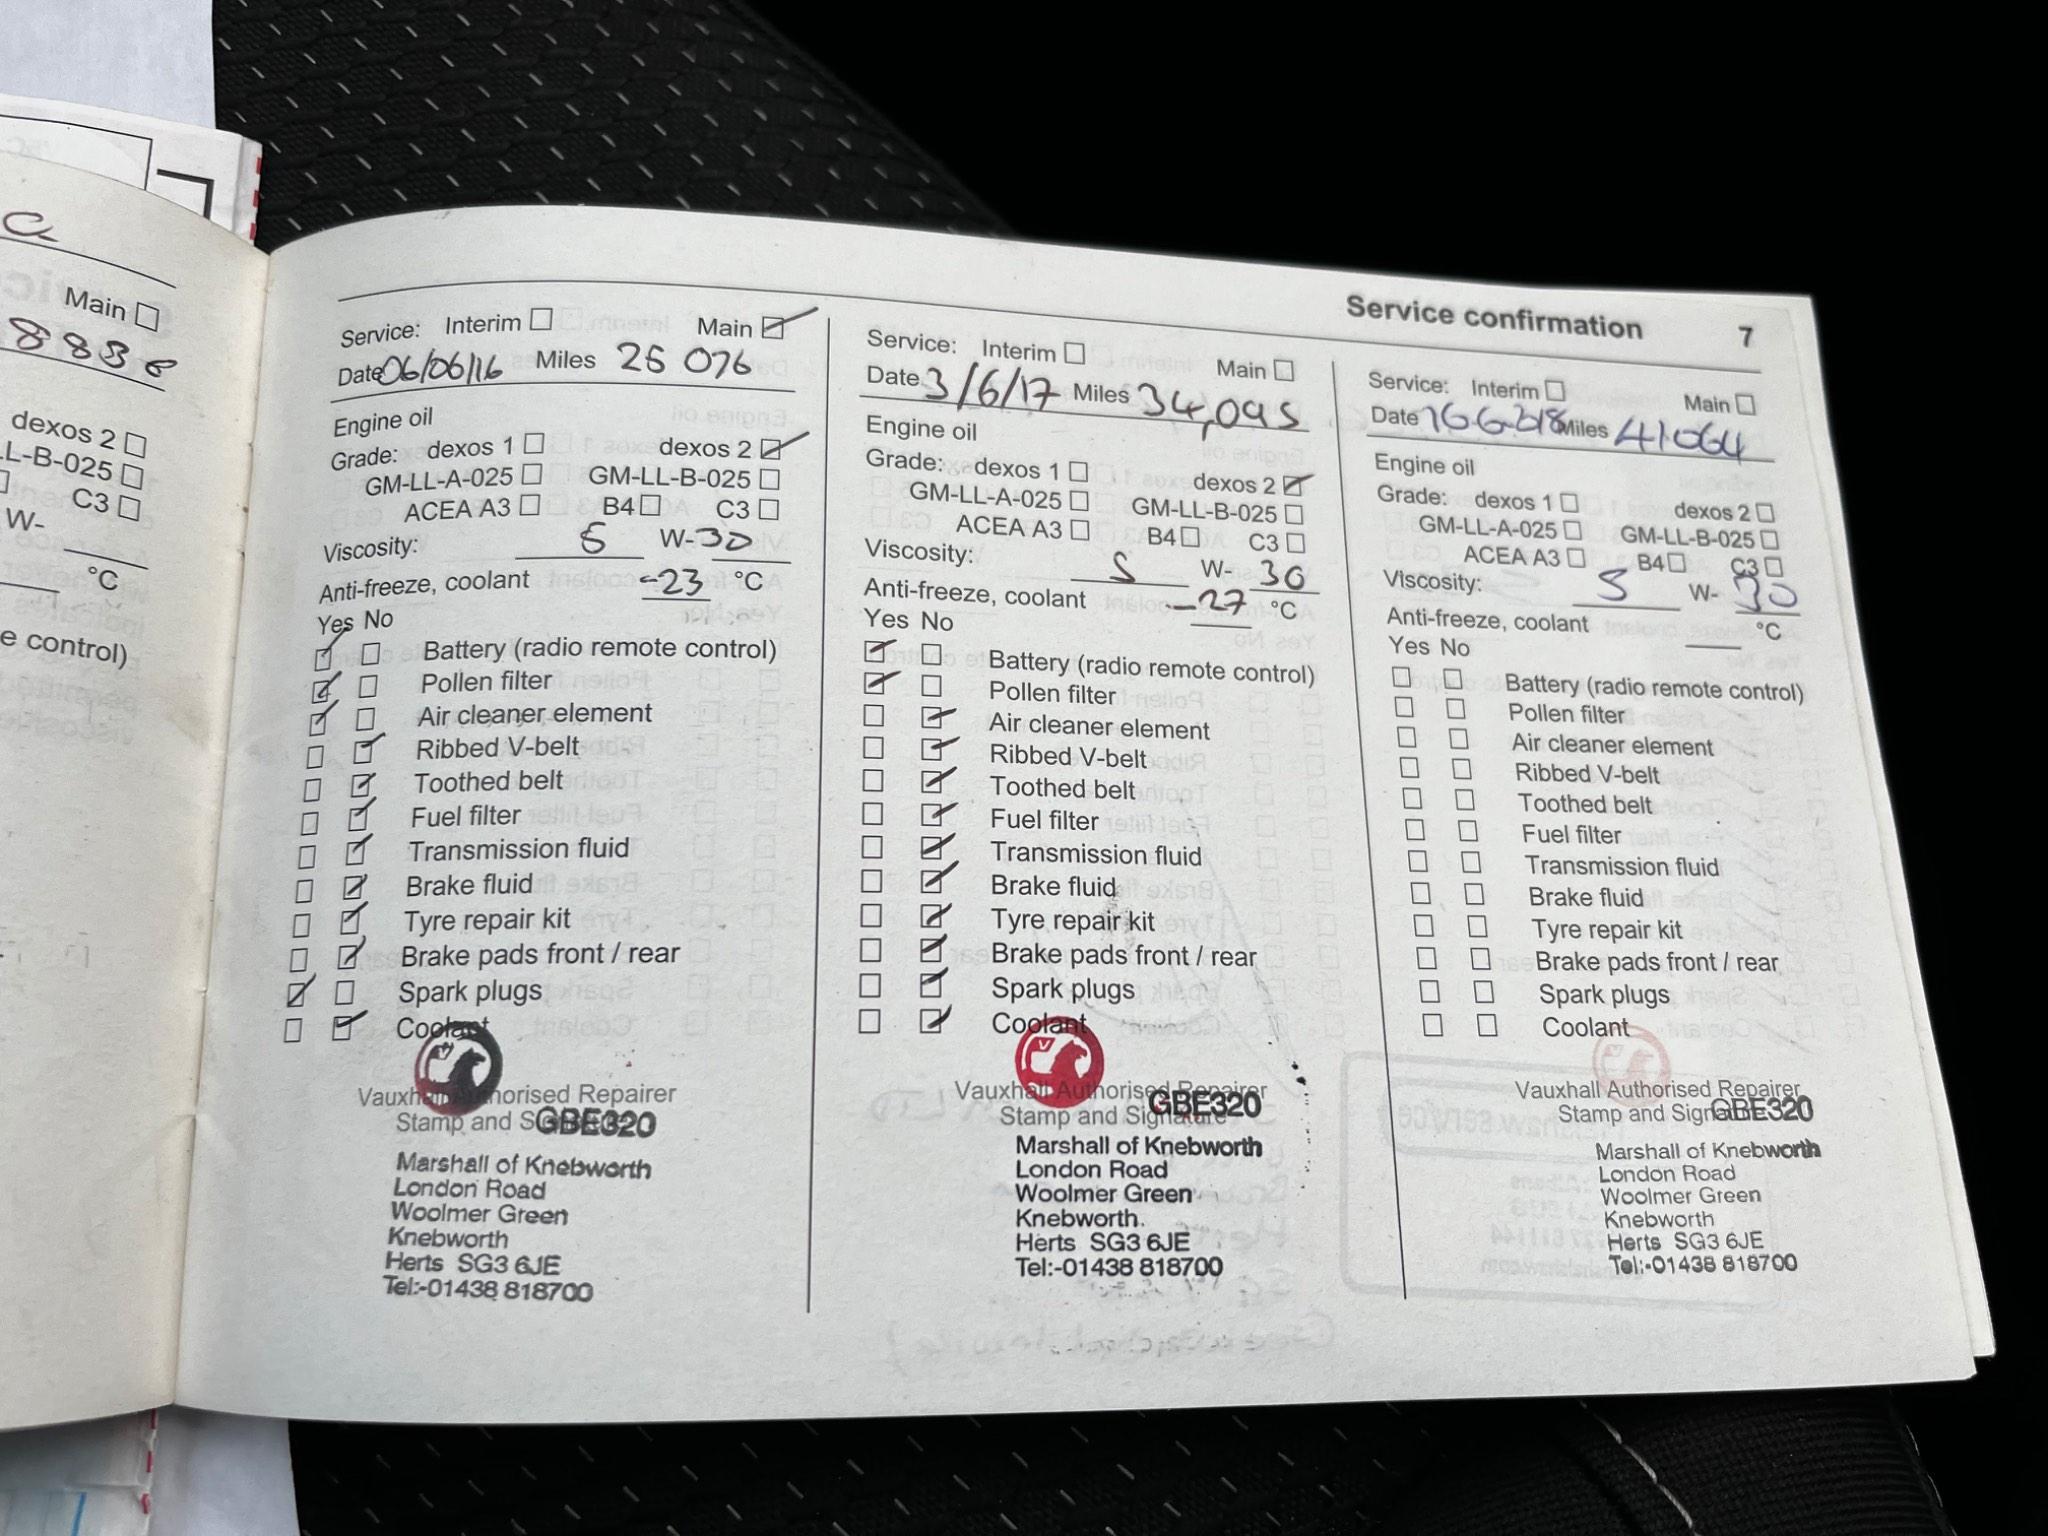 Main ☐
8838
dexos 2 ☐
LL-B-025 ☐
C3 ☐
W-
°C
e control)
Service confirmation 7
Service: Interim ☐ Main ☑
Date 06/06/16 Miles 26 076
Engine oil
Grade: dexos 1 ☐ dexos 2 ☑
GM-LL-A-025 ☐ GM-LL-B-025 ☐
ACEA A3 ☐ B4 ☐ C3 ☐
Viscosity: 5 W-30
Anti-freeze, coolant -23 °C
Yes No
☑ ☐ Battery (radio remote control)
☑ ☐ Pollen filter
☑ ☐ Air cleaner element
☐ ☑ Ribbed V-belt
☐ ☑ Toothed belt
☐ ☑ Fuel filter
☐ ☑ Transmission fluid
☐ ☑ Brake fluid
☐ ☑ Tyre repair kit
☐ ☑ Brake pads front / rear
☑ ☐ Spark plugs
☐ ☑ Coolant
Vauxhall Authorised Repairer
Stamp and Signature
GBE320
Marshall of Knebworth
London Road
Woolmer Green
Knebworth
Herts SG3 6JE
Tel:-01438 818700
Service: Interim ☐ Main ☐
Date 3/6/17 Miles 34,095
Engine oil
Grade: dexos 1 ☐ dexos 2 ☑
GM-LL-A-025 ☐ GM-LL-B-025 ☐
ACEA A3 ☐ B4 ☐ C3 ☐
Viscosity: 5 W- 30
Anti-freeze, coolant -27 °C
Yes No
☑ ☐ Battery (radio remote control)
☑ ☐ Pollen filter
☐ ☑ Air cleaner element
☐ ☑ Ribbed V-belt
☐ ☑ Toothed belt
☐ ☑ Fuel filter
☐ ☑ Transmission fluid
☐ ☑ Brake fluid
☐ ☑ Tyre repair kit
☐ ☑ Brake pads front / rear
☐ ☑ Spark plugs
☐ ☑ Coolant
Vauxhall Authorised Repairer
Stamp and Signature
GBE320
Marshall of Knebworth
London Road
Woolmer Green
Knebworth.
Herts SG3 6JE
Tel:-01438 818700
Service: Interim ☐ Main ☐
Date Miles 41064
Engine oil
Grade: dexos 1 ☐ dexos 2 ☐
GM-LL-A-025 ☐ GM-LL-B-025 ☐
ACEA A3 ☐ B4 ☐ C3 ☐
Viscosity: 5 W- 30
Anti-freeze, coolant °C
Yes No
☐ ☐ Battery (radio remote control)
☐ ☐ Pollen filter
☐ ☐ Air cleaner element
☐ ☐ Ribbed V-belt
☐ ☐ Toothed belt
☐ ☐ Fuel filter
☐ ☐ Transmission fluid
☐ ☐ Brake fluid
☐ ☐ Tyre repair kit
☐ ☐ Brake pads front / rear
☐ ☐ Spark plugs
☐ ☐ Coolant
Vauxhall Authorised Repairer
Stamp and Signature
GBE320
Marshall of Knebworth
London Road
Woolmer Green
Knebworth
Herts SG3 6JE
Tel:-01438 818700